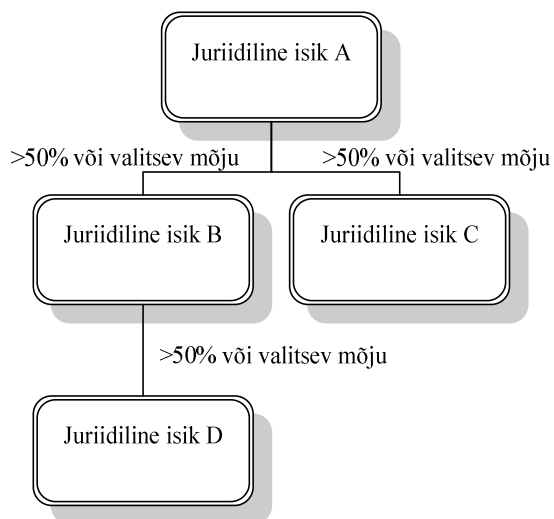 Juriidiline isik A
>50% või valitsev mõju
>50% või valitsev mõju
Juriidiline isik B
Juriidiline isik C
>50% või valitsev mõju
Juriidiline isik D